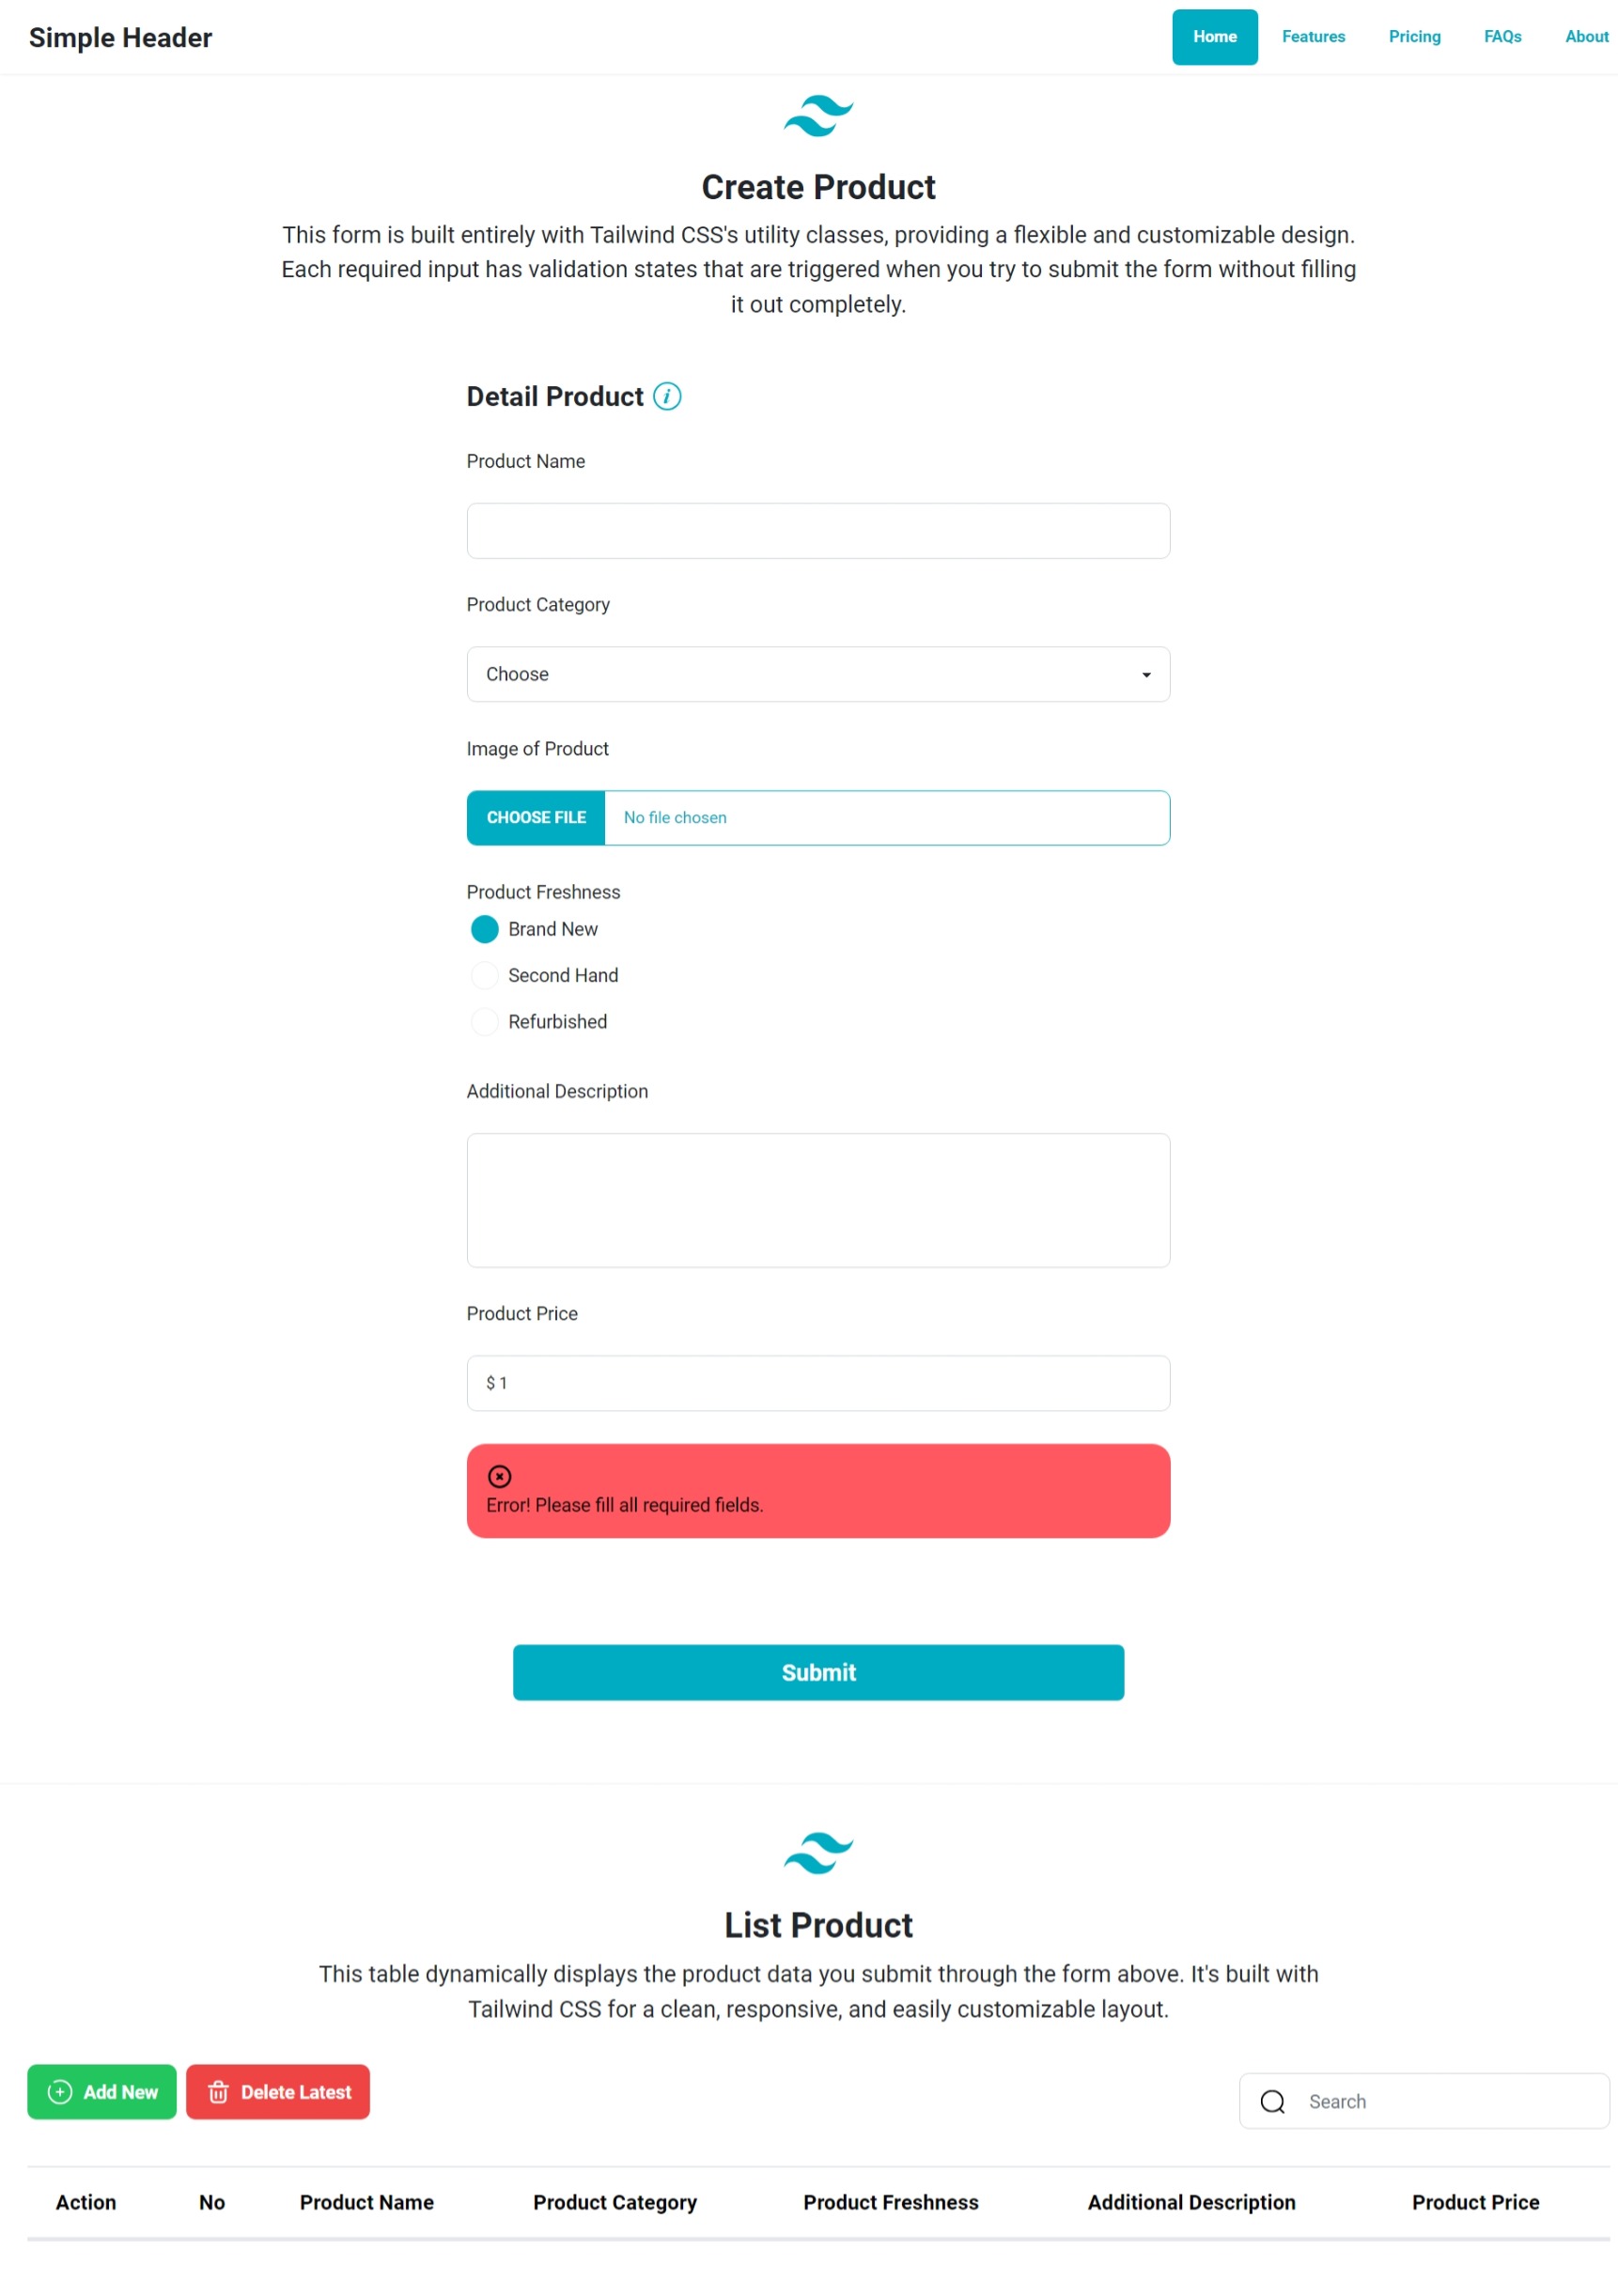 Simple Header
Home Features Pricing FAQs About
Create Product
This form is built entirely with Tailwind CSS's utility classes, providing a flexible and customizable design.
Each required input has validation states that are triggered when you try to submit the form without filling
it out completely.
Detail Product i
Product Name
Product Category
Choose
Image of Product
CHOOSE FILE No file chosen
Product Freshness
Brand New
Second Hand
Refurbished
Additional Description
Product Price
$ 1
Error! Please fill all required fields.
Submit
List Product
This table dynamically displays the product data you submit through the form above. It's built with
Tailwind CSS for a clean, responsive, and easily customizable layout.
Add New Delete Latest Search
Action No Product Name Product Category Product Freshness Additional Description Product Price